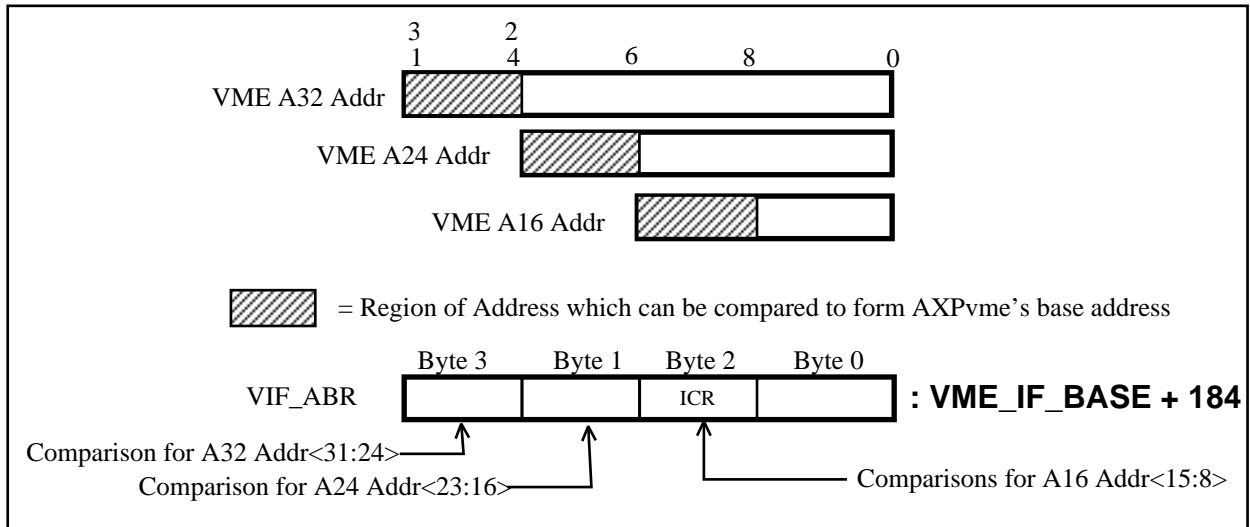 3 2
1 4 6 8 0
VME A32 Addr
VME A24 Addr
VME A16 Addr
= Region of Address which can be compared to form AXPvme’s base address
Byte 3 Byte 1 Byte 2 Byte 0
VIF_ABR ICR : VME_IF_BASE + 184
Comparison for A32 Addr<31:24>
Comparison for A24 Addr<23:16> Comparisons for A16 Addr<15:8>